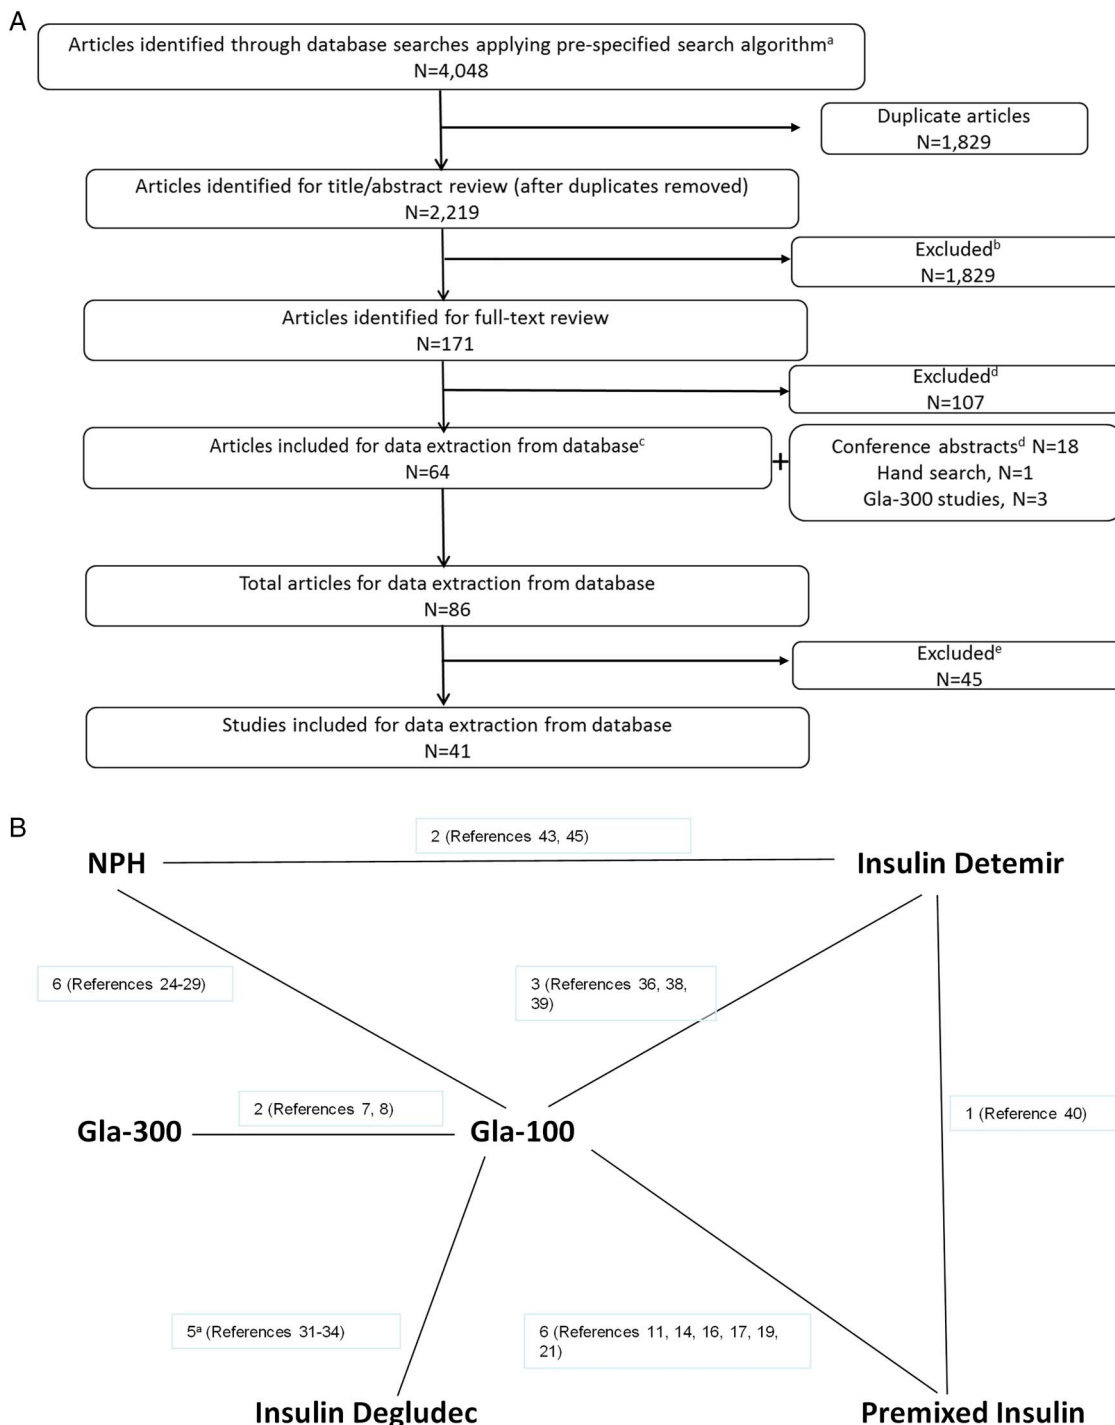 A
Articles identified through database searches applying pre-specified search algorithmᵃ
N=4,048
Duplicate articles
N=1,829
Articles identified for title/abstract review (after duplicates removed)
N=2,219
Excludedᵇ
N=1,829
Articles identified for full-text review
N=171
Excludedᵈ
N=107
Articles included for data extraction from databaseᶜ
N=64
+
Conference abstractsᵈ N=18
Hand search, N=1
Gla-300 studies, N=3
Total articles for data extraction from database
N=86
Excludedᵉ
N=45
Studies included for data extraction from database
N=41
B
2 (References 43, 45)
NPH
Insulin Detemir
6 (References 24-29)
3 (References 36, 38,
39)
2 (References 7, 8)
1 (Reference 40)
Gla-300
Gla-100
5ᵃ (References 31-34)
6 (References 11, 14, 16, 17, 19,
21)
Insulin Degludec
Premixed Insulin